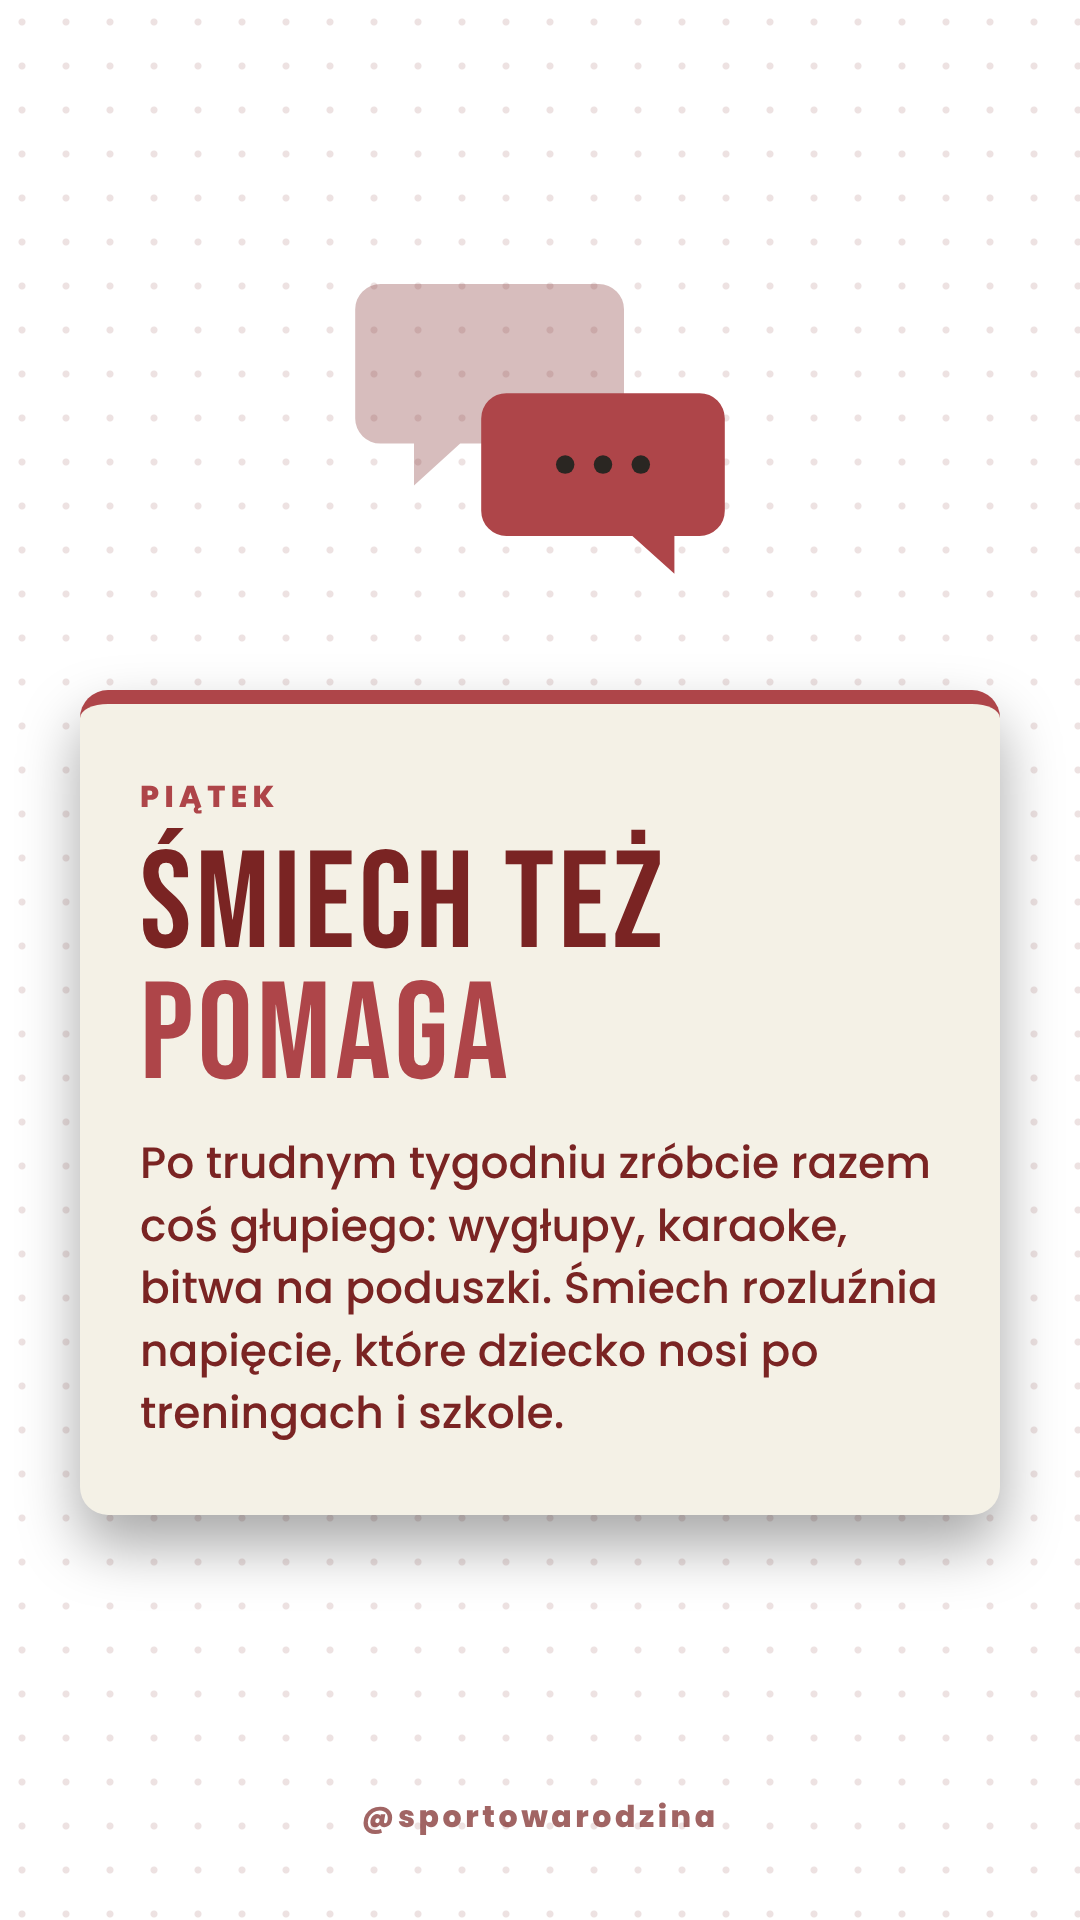 PIĄTEK
ŚMIECH TEŻ
POMAGA
Po trudnym tygodniu zróbcie razem
coś głupiego: wygłupy, karaoke,
bitwa na poduszki. Śmiech rozluźnia
napięcie, które dziecko nosi po
treningach i szkole.
@sportowarodzina